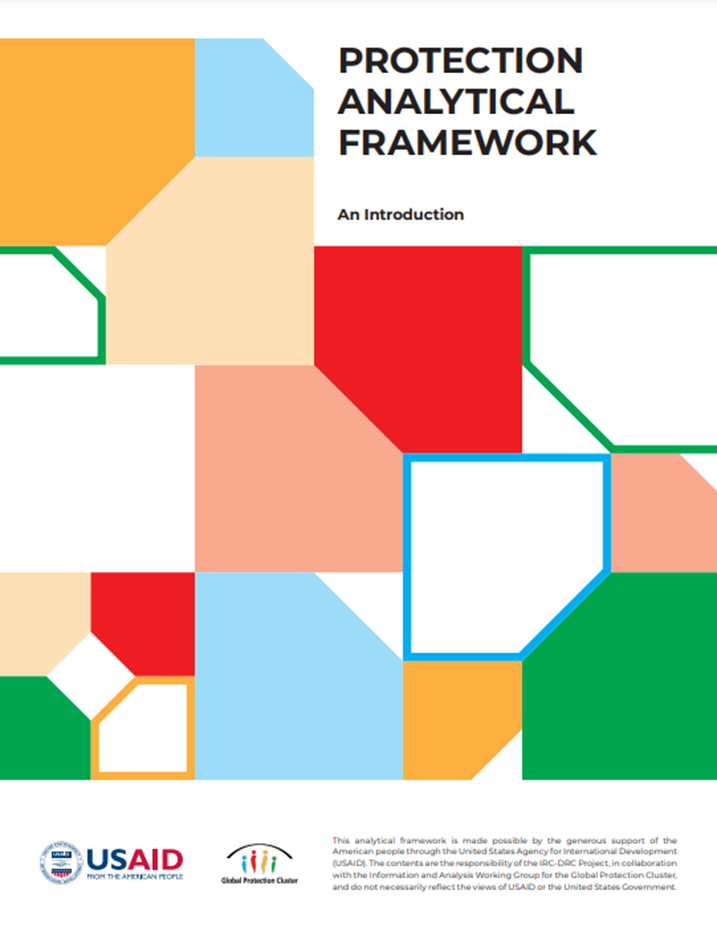 PROTECTION
ANALYTICAL
FRAMEWORK
An Introduction
USAID
FROM THE AMERICAN PEOPLE
Global Protection Cluster
This analytical framework is made possible by the generous support of the
American people through the United States Agency for International Development
(USAID). The contents are the responsibility of the IRC-DRC Project, in collaboration
with the Information and Analysis Working Group for the Global Protection Cluster,
and do not necessarily reflect the views of USAID or the United States Government.